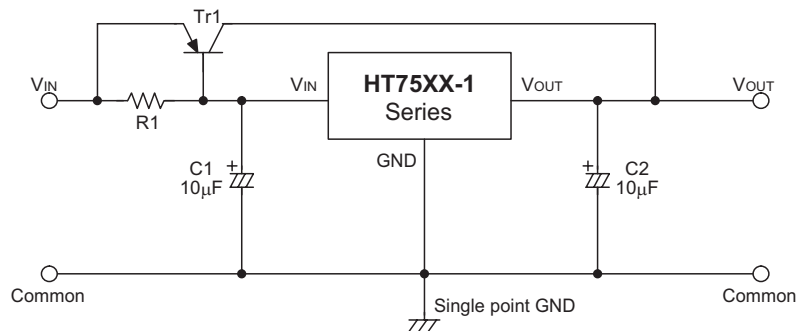 Tr1
VIN
R1
VIN
HT75XX-1
Series
VOUT
VOUT
GND
C1
10μF
+
C2
10μF
+
Common
Single point GND
Common